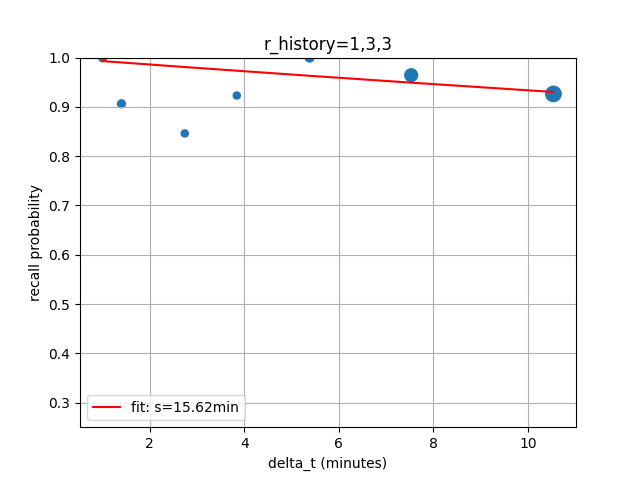 r_history=1,3,3
recall probability
1.0
0.9
0.8
0.7
0.6
0.5
0.4
0.3
fit: s=15.62min
2 4 6 8 10
delta_t (minutes)